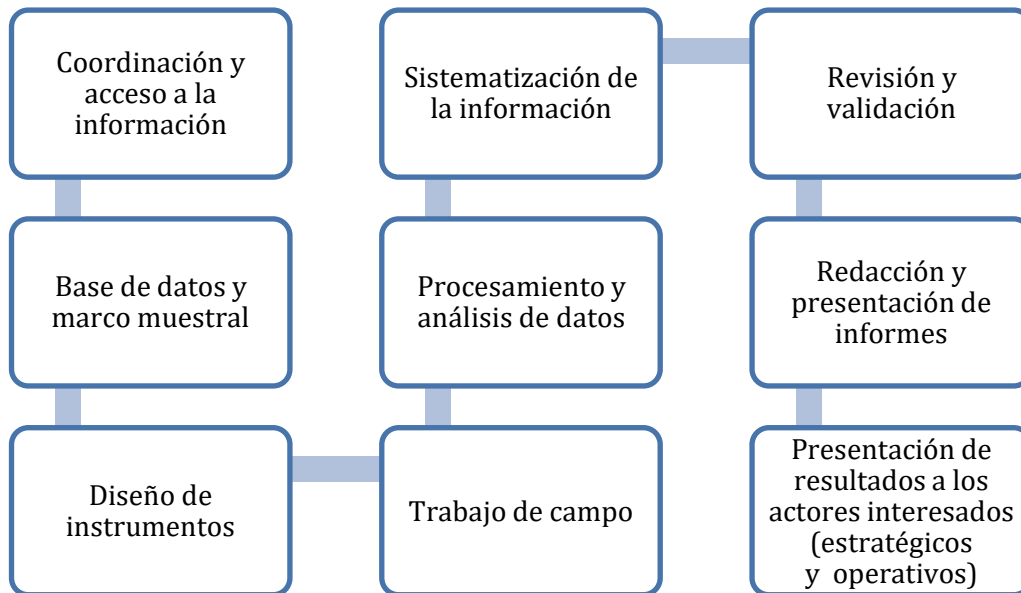 Coordinación y
acceso a la
información
Base de datos y
marco muestral
Diseño de
instrumentos
Trabajo de campo
Procesamiento y
análisis de datos
Sistematización de
la información
Revisión y
validación
Redacción y
presentación de
informes
Presentación de
resultados a los
actores interesados
(estratégicos
y operativos)